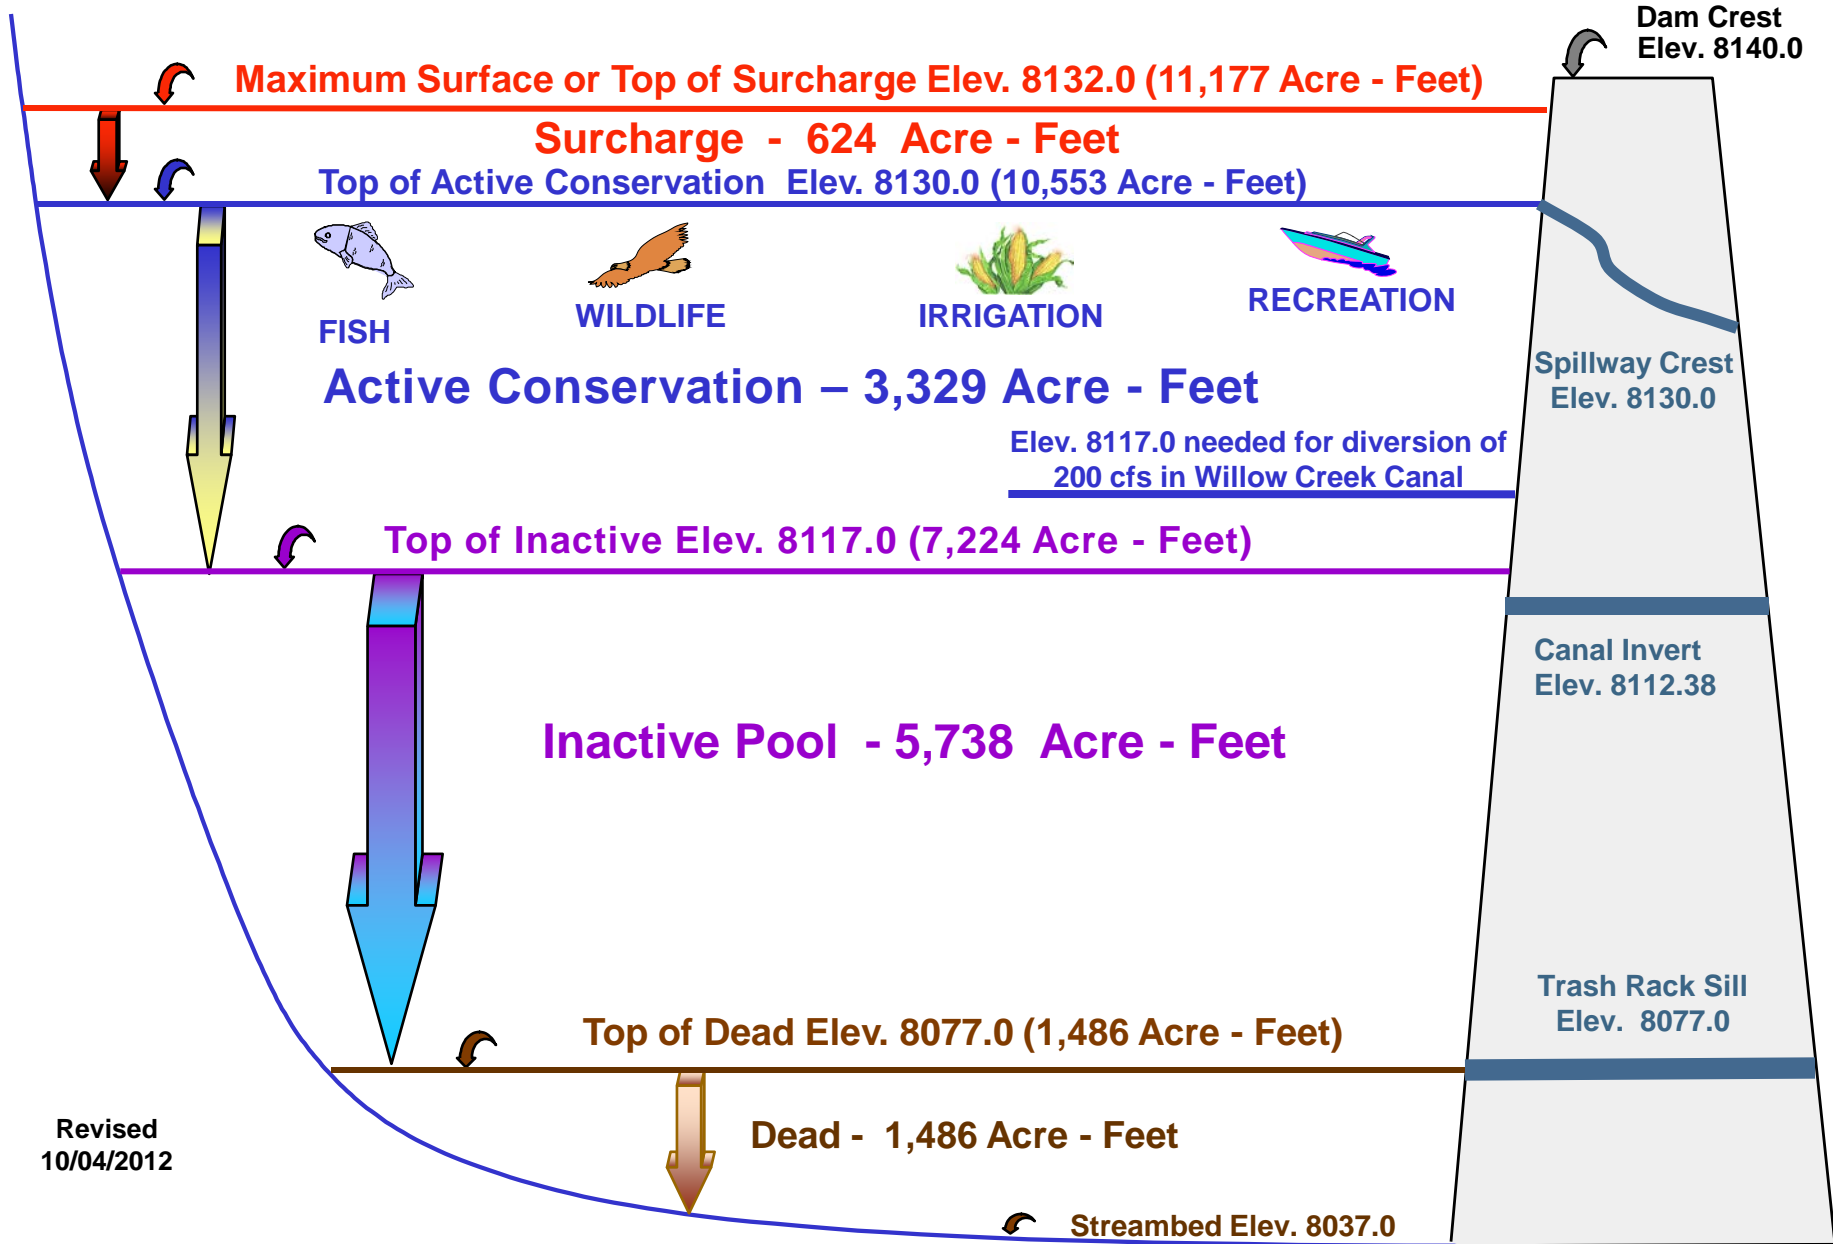 Dam Crest
Elev. 8140.0
Maximum Surface or Top of Surcharge Elev. 8132.0 (11,177 Acre - Feet)
Surcharge - 624 Acre - Feet
Top of Active Conservation Elev. 8130.0 (10,553 Acre - Feet)
FISH
WILDLIFE
IRRIGATION
RECREATION
Spillway Crest
Elev. 8130.0
Active Conservation – 3,329 Acre - Feet
Elev. 8117.0 needed for diversion of
200 cfs in Willow Creek Canal
Top of Inactive Elev. 8117.0 (7,224 Acre - Feet)
Canal Invert
Elev. 8112.38
Inactive Pool - 5,738 Acre - Feet
Trash Rack Sill
Elev. 8077.0
Top of Dead Elev. 8077.0 (1,486 Acre - Feet)
Dead - 1,486 Acre - Feet
Revised
10/04/2012
Streambed Elev. 8037.0